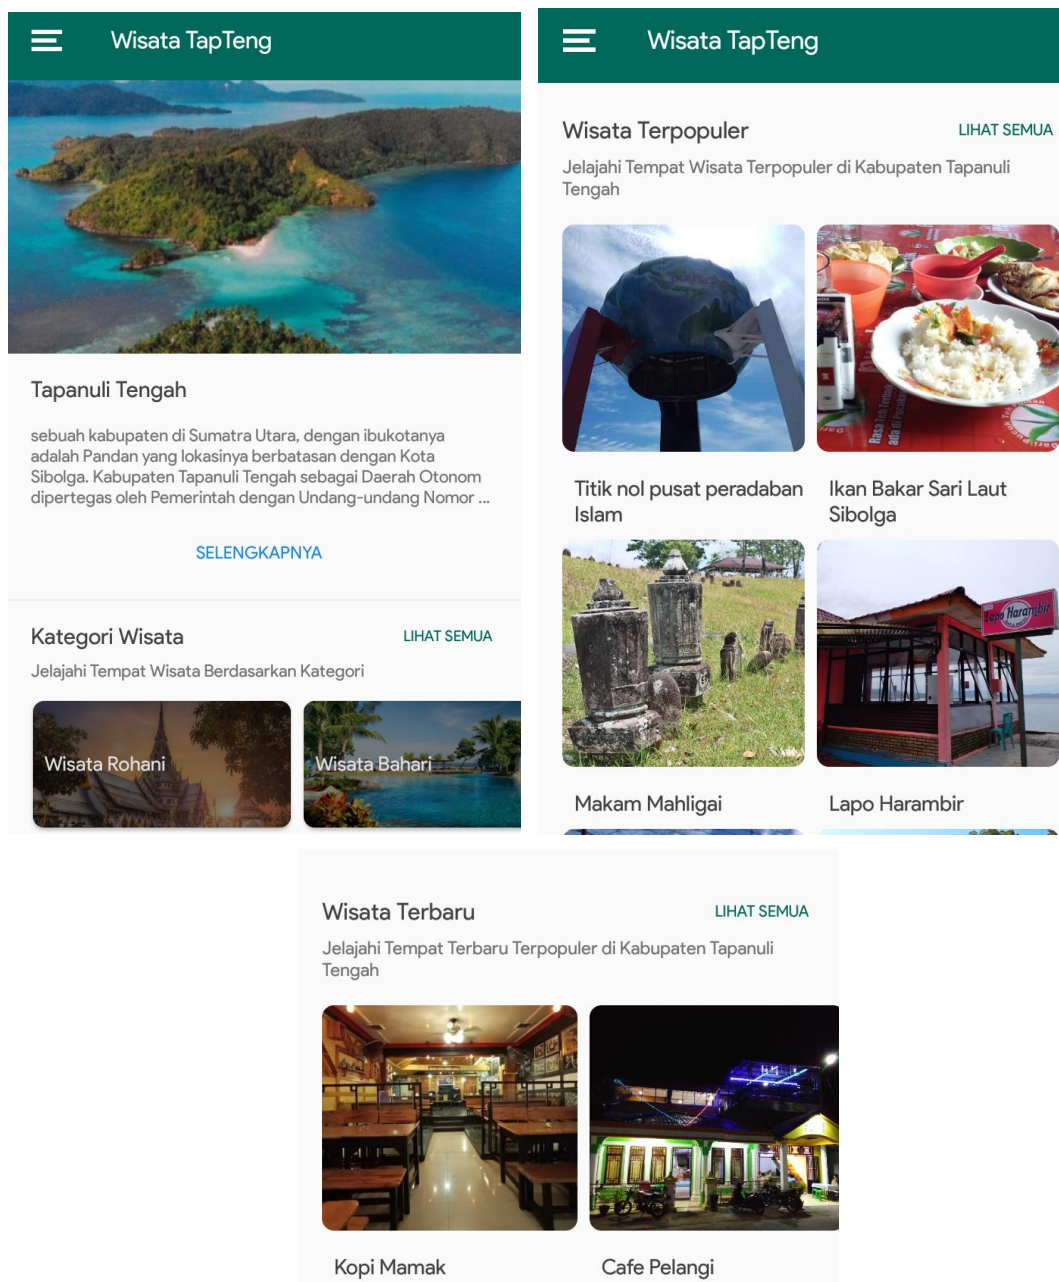 Wisata TapTeng
Tapanuli Tengah
sebuah kabupaten di Sumatra Utara, dengan ibukotanya
adalah Pandan yang lokasinya berbatasan dengan Kota
Sibolga. Kabupaten Tapanuli Tengah sebagai Daerah Otonom
dipertegas oleh Pemerintah dengan Undang-undang Nomor ...
SELENGKAPNYA
Kategori Wisata
LIHAT SEMUA
Jelajahi Tempat Wisata Berdasarkan Kategori
Wisata Rohani
Wisata Bahari
Wisata TapTeng
Wisata Terpopuler
LIHAT SEMUA
Jelajahi Tempat Wisata Terpopuler di Kabupaten Tapanuli
Tengah
Titik nol pusat peradaban
Islam
Ikan Bakar Sari Laut
Sibolga
Lapo Harambir
Makam Mahligai
Lapo Harambir
Wisata Terbaru
LIHAT SEMUA
Jelajahi Tempat Terbaru Terpopuler di Kabupaten Tapanuli
Tengah
Kopi Mamak
Cafe Pelangi